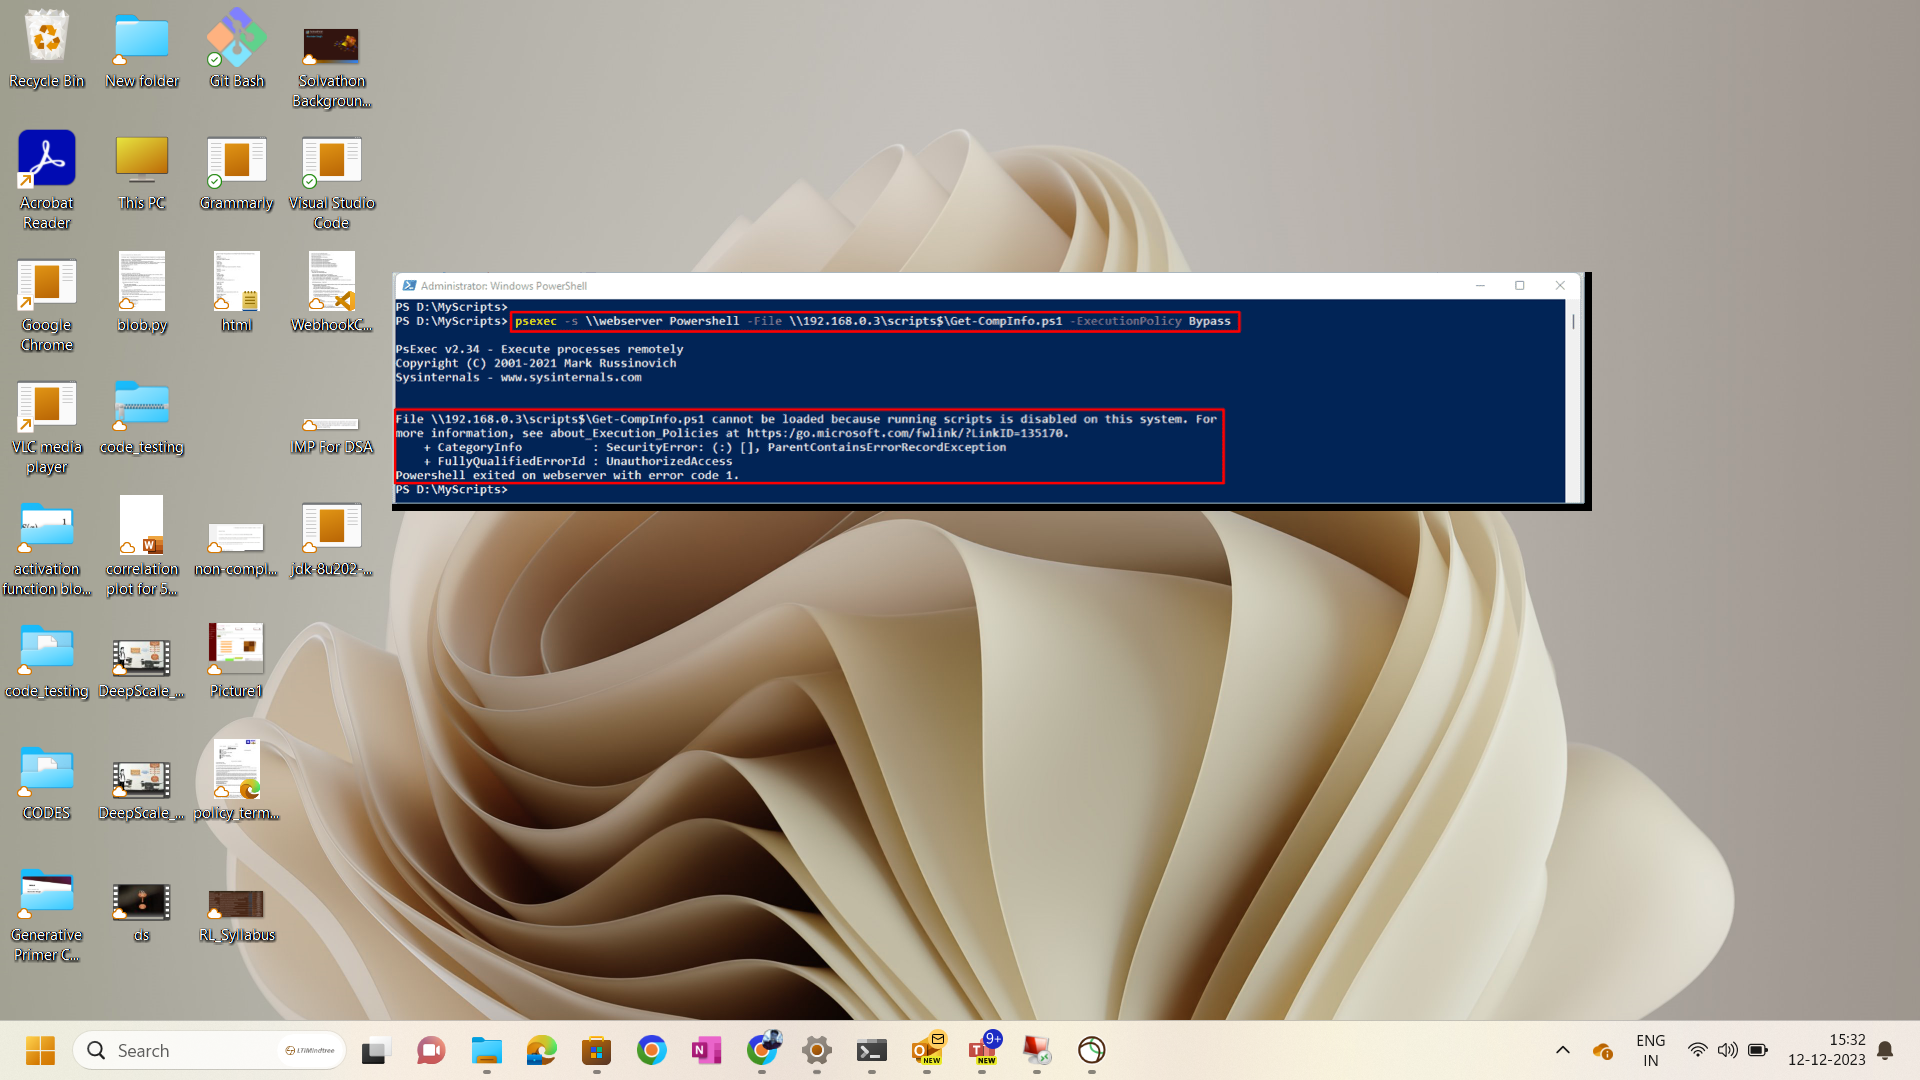 Recycle Bin
New folder
Git Bash
Solvathon
Backgroun...
Acrobat
Reader
This PC
Grammarly
Visual Studio
Code
Google
Chrome
blob.py
html
WebhookC...
VLC media
player
code_testing
IMP For DSA
activation
function blo...
correlation
plot for 5...
non-compl...
jdk-8u202-...
code_testing
DeepScale_...
Picture1
CODES
DeepScale_...
policy_term...
Generative
Primer C...
ds
RL_Syllabus
Administrator: Windows PowerShell
PS D:\MyScripts>
PS D:\MyScripts> psexec -s \\webserver Powershell -File \\192.168.0.3\scripts$\Get-CompInfo.ps1 -ExecutionPolicy Bypass
PsExec v2.34 - Execute processes remotely
Copyright (C) 2001-2021 Mark Russinovich
Sysinternals - www.sysinternals.com
File \\192.168.0.3\scripts$\Get-CompInfo.ps1 cannot be loaded because running scripts is disabled on this system. For
more information, see about_Execution_Policies at https:/go.microsoft.com/fwlink/?LinkID=135170.
+ CategoryInfo : SecurityError: (:) [], ParentContainsErrorRecordException
+ FullyQualifiedErrorId : UnauthorizedAccess
Powershell exited on webserver with error code 1.
PS D:\MyScripts>
Search
LTIMindtree
NEW
9+
NEW
ENG
IN
15:32
12-12-2023